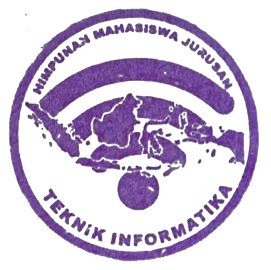 HIMPUNAN MAHASISWA JURUSAN
TEKNiK INFORMATIKA